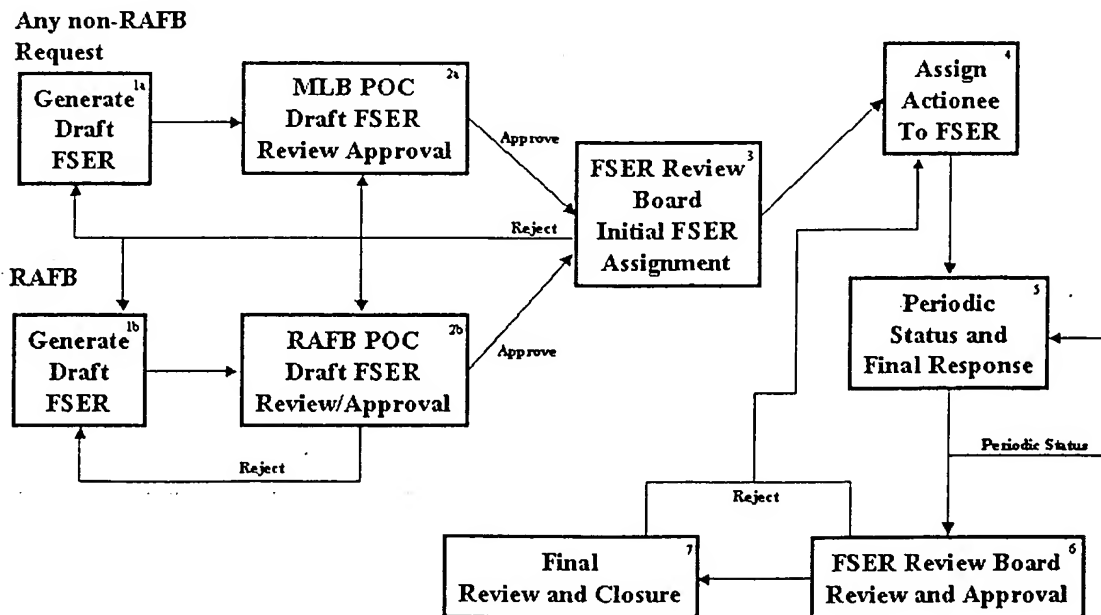 Any non-RAFB
Request
1a
Generate
Draft
FSER
2a
MLB POC
Draft FSER
Review Approval
Approve
3
FSER Review
Board
Initial FSER
Assignment
4
Assign
Actionee
To FSER
Reject
RAFB
1b
Generate
Draft
FSER
2b
RAFB POC
Draft FSER
Review/Approval
Approve
Reject
5
Periodic
Status and
Final Response
Periodic Status
Reject
7
Final
Review and Closure
6
FSER Review Board
Review and Approval